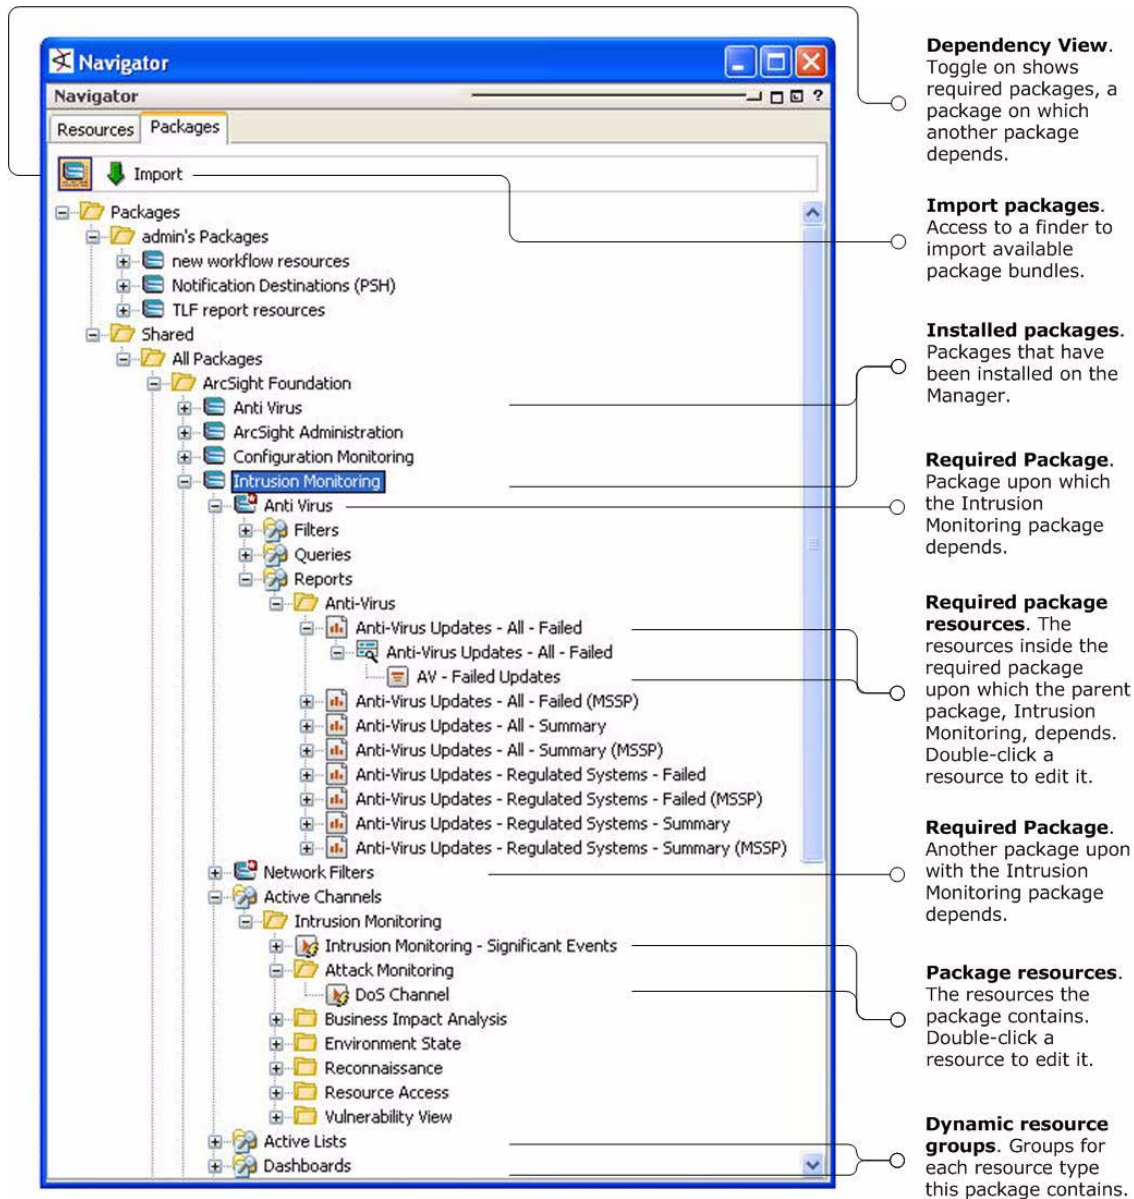 Navigator
Navigator
?
Resources
Packages
Import
Packages
admin's Packages
new workflow resources
Notification Destinations (PSH)
TLF report resources
Shared
All Packages
ArcSight Foundation
Anti Virus
ArcSight Administration
Configuration Monitoring
Intrusion Monitoring
Anti Virus
Filters
Queries
Reports
Anti-Virus
Anti-Virus Updates - All - Failed
Anti-Virus Updates - All - Failed
AV - Failed Updates
Anti-Virus Updates - All - Failed (MSSP)
Anti-Virus Updates - All - Summary
Anti-Virus Updates - All - Summary (MSSP)
Anti-Virus Updates - Regulated Systems - Failed
Anti-Virus Updates - Regulated Systems - Failed (MSSP)
Anti-Virus Updates - Regulated Systems - Summary
Anti-Virus Updates - Regulated Systems - Summary (MSSP)
Network Filters
Active Channels
Intrusion Monitoring
Intrusion Monitoring - Significant Events
Attack Monitoring
DoS Channel
Business Impact Analysis
Environment State
Reconnaissance
Resource Access
Vulnerability View
Active Lists
Dashboards
Dependency View.
Toggle on shows
required packages, a
package on which
another package
depends.
Import packages.
Access to a finder to
import available
package bundles.
Installed packages.
Packages that have
been installed on the
Manager.
Required Package.
Package upon which
the Intrusion
Monitoring package
depends.
Required package
resources. The
resources inside the
required package
upon which the parent
package, Intrusion
Monitoring, depends.
Double-click a
resource to edit it.
Required Package.
Another package upon
with the Intrusion
Monitoring package
depends.
Package resources.
The resources the
package contains.
Double-click a
resource to edit it.
Dynamic resource
groups. Groups for
each resource type
this package contains.